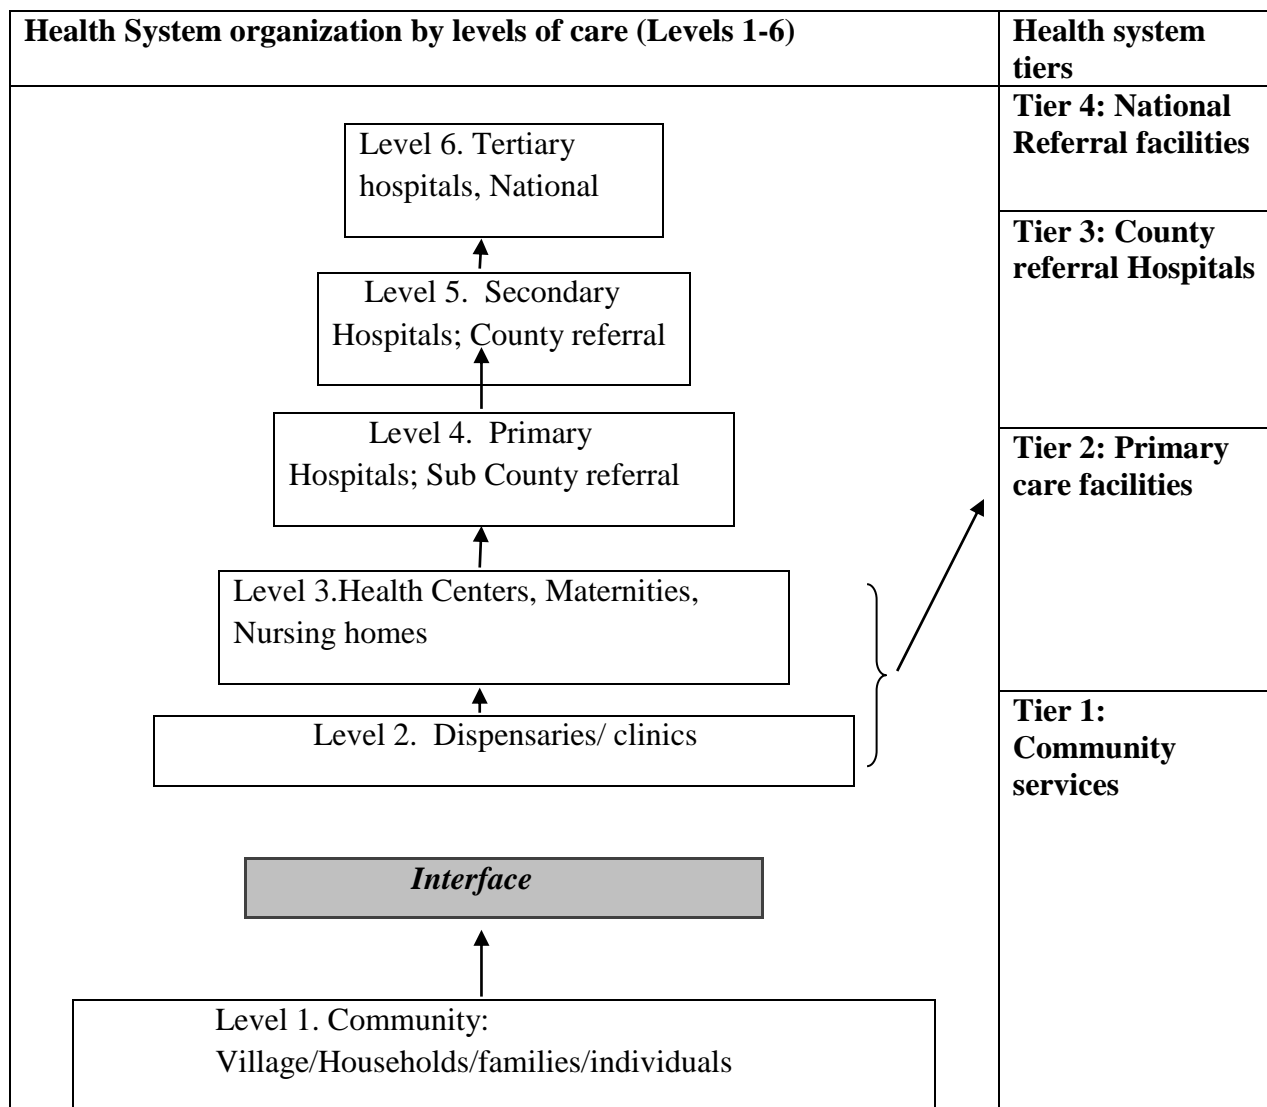 Health System organization by levels of care (Levels 1-6)
Health system
tiers
Level 6. Tertiary
hospitals, National
Level 5.  Secondary
Hospitals; County referral
Level 4.  Primary
Hospitals; Sub County referral
Level 3.Health Centers, Maternities,
Nursing homes
Level 2.  Dispensaries/ clinics
Interface
Level 1. Community:
Village/Households/families/individuals
Tier 4: National
Referral facilities
Tier 3: County
referral Hospitals
Tier 2: Primary
care facilities
Tier 1:
Community
services